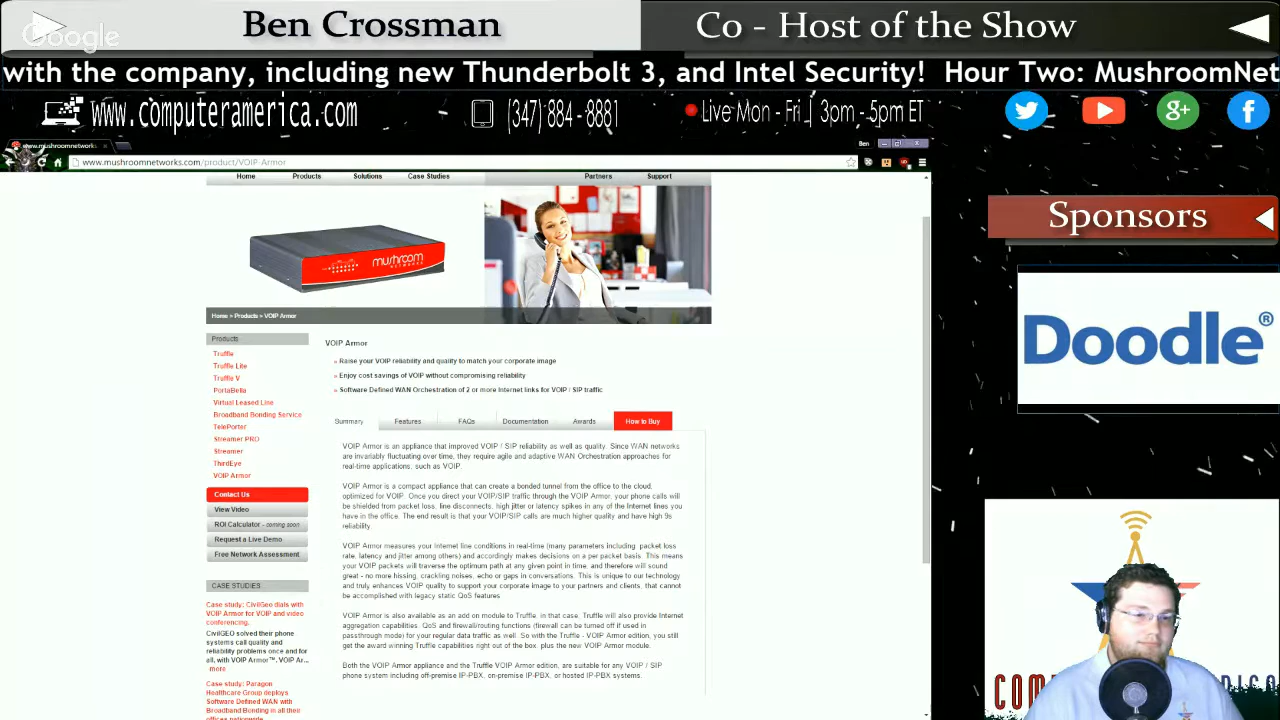 Google
Ben Crossman
Co - Host of the Show
with the company, including new Thunderbolt 3, and Intel Security! Hour Two: MushroomNet
www.computeramerica.com
(347) 884 - 8881
Live Mon - Fri | 3pm - 5pm ET
www.mushroomnetworks.
Ben
www.mushroomnetworks.com/product/VOIP-Armor
Home
Products
Solutions
Case Studies
Partners
Support
mushroom
networks
Home » Products » VOIP Armor
Products
Truffle
Truffle Lite
Truffle V
PortaBella
Virtual Leased Line
Broadband Bonding Service
TelePorter
Streamer PRO
Streamer
ThirdEye
VOIP Armor
Contact Us
View Video
ROI Calculator - coming soon
Request a Live Demo
Free Network Assessment
CASE STUDIES
Case study: CivilGeo dials with
VOIP Armor for VOIP and video
conferencing.
CivilGEO solved their phone
systems call quality and
reliability problems once and for
all, with VOIP Armor™. VOIP Ar...
more
Case study: Paragon
Healthcare Group deploys
Software Defined WAN with
Broadband Bonding in all their
offices nationwide
VOIP Armor
» Raise your VOIP reliability and quality to match your corporate image
» Enjoy cost savings of VOIP without compromising reliability
» Software Defined WAN Orchestration of 2 or more Internet links for VOIP / SIP traffic
Summary
Features
FAQs
Documentation
Awards
How to Buy
VOIP Armor is an appliance that improved VOIP / SIP reliability as well as quality. Since WAN networks
are invariably fluctuating over time, they require agile and adaptive WAN Orchestration approaches for
real-time applications, such as VOIP.
VOIP Armor is a compact appliance that can create a bonded tunnel from the office to the cloud,
optimized for VOIP. Once you direct your VOIP/SIP traffic through the VOIP Armor, your phone calls will
be shielded from packet loss, line disconnects, high jitter or latency spikes in any of the Internet lines you
have in the office. The end result is that your VOIP/SIP calls are much higher quality and have high 9s
reliability.
VOIP Armor measures your Internet line conditions in real-time (many parameters including, packet loss
rate, latency and jitter among others) and accordingly makes decisions on a per packet basis. This means
your VOIP packets will traverse the optimum path at any given point in time, and therefore will sound
great - no more hissing, crackling noises, echo or gaps in conversations. This is unique to our technology
and truly enhances VOIP quality to support your corporate image to your partners and clients, that cannot
be accomplished with legacy static QoS features.
VOIP Armor is also available as an add on module to Truffle, in that case, Truffle will also provide Internet
aggregation capabilities, QoS and firewall/routing functions (firewall can be turned off if used in
passthrough mode) for your regular data traffic as well. So with the Truffle - VOIP Armor edition, you still
get the award winning Truffle capabilities right out of the box, plus the new VOIP Armor module.
Both the VOIP Armor appliance and the Truffle VOIP Armor edition, are suitable for any VOIP / SIP
phone system including off-premise IP-PBX, on-premise IP-PBX, or hosted IP-PBX systems.
Sponsors
Doodle®